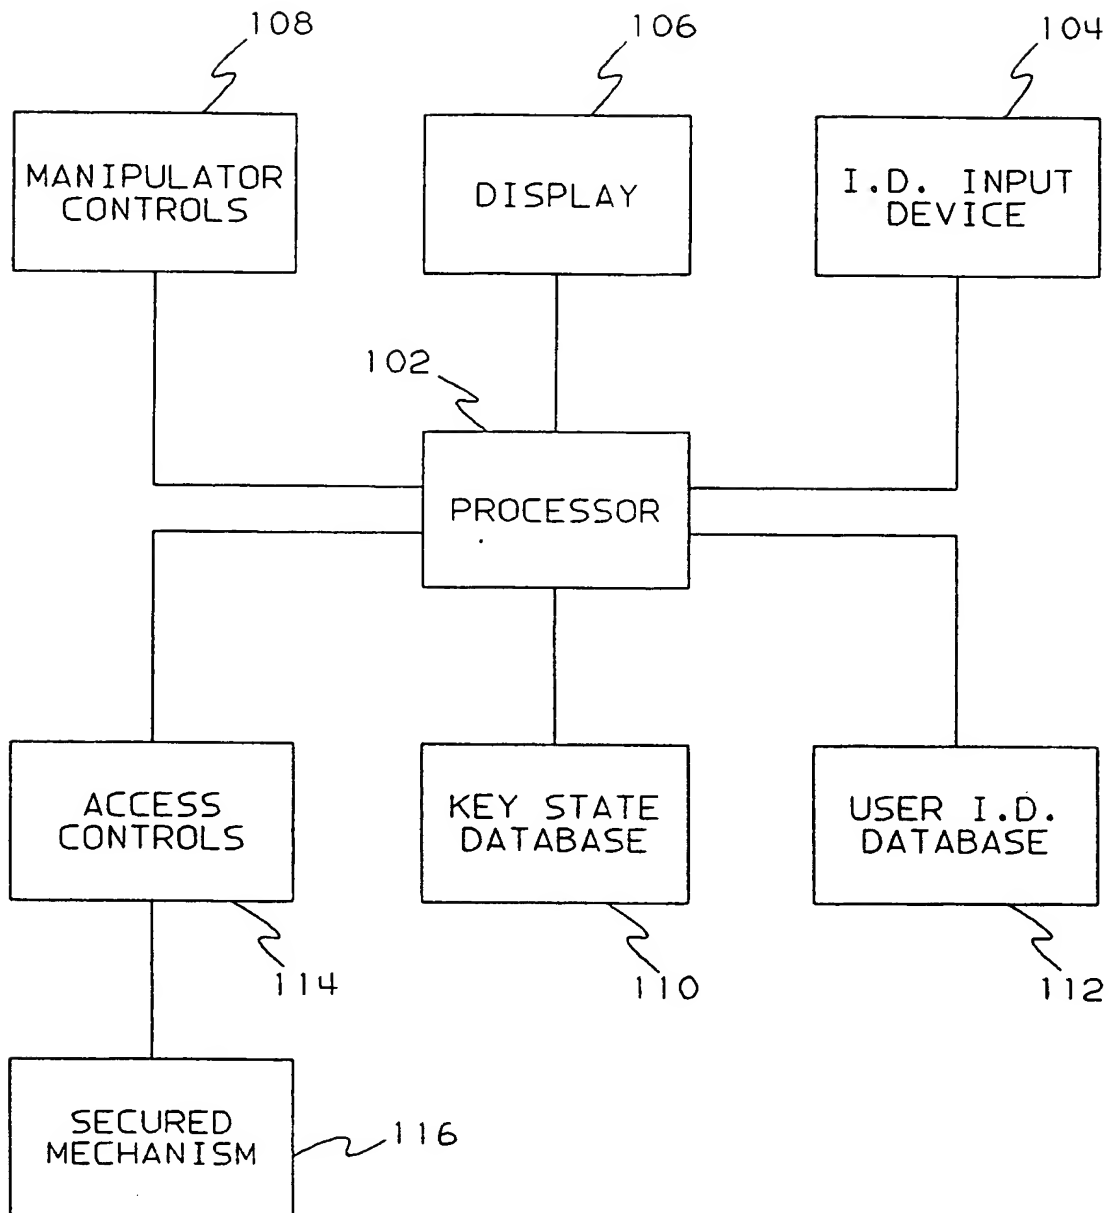 108
106
104
MANIPULATOR
CONTROLS
DISPLAY
I.D. INPUT
DEVICE
102
PROCESSOR
ACCESS
CONTROLS
KEY STATE
DATABASE
USER I.D.
DATABASE
114
110
112
SECURED
MECHANISM
116